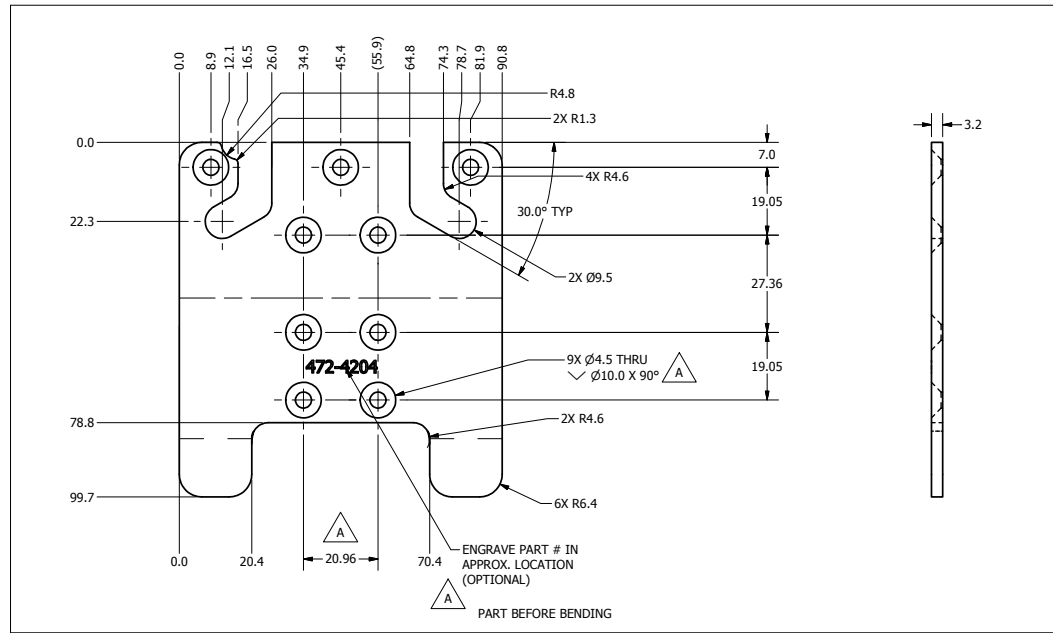 0.0
8.9
12.1
16.5
26.0
34.9
45.4
(55.9)
64.8
74.3
78.7
81.9
90.8
R4.8
2X R1.3
3.2
0.0
7.0
4X R4.6
19.05
30.0° TYP
22.3
2X Ø9.5
27.36
9X Ø4.5 THRU
Ø10.0 X 90°
A
472-4204
19.05
78.8
2X R4.6
99.7
6X R6.4
A
0.0
20.4
20.96
70.4
ENGRAVE PART # IN
APPROX. LOCATION
(OPTIONAL)
A
PART BEFORE BENDING